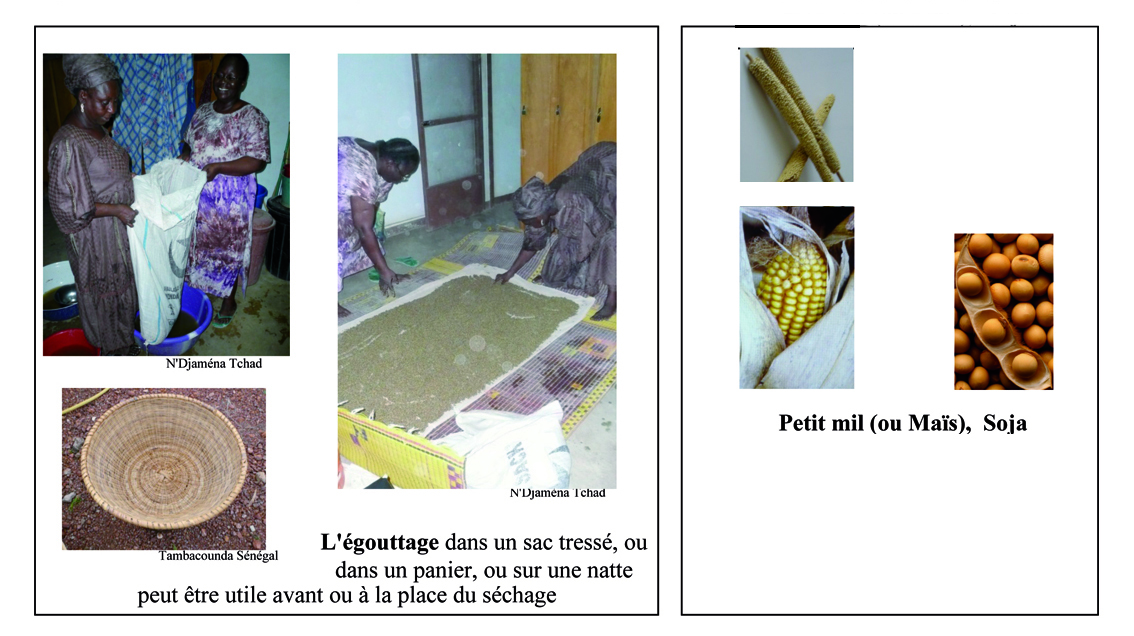 N'Djaména Tchad
N'Djaména Tchad
Tambacounda Sénégal
L'égouttage dans un sac tressé, ou
dans un panier, ou sur une natte
peut être utile avant ou à la place du séchage
SACK
Petit mil (ou Maïs), Soja